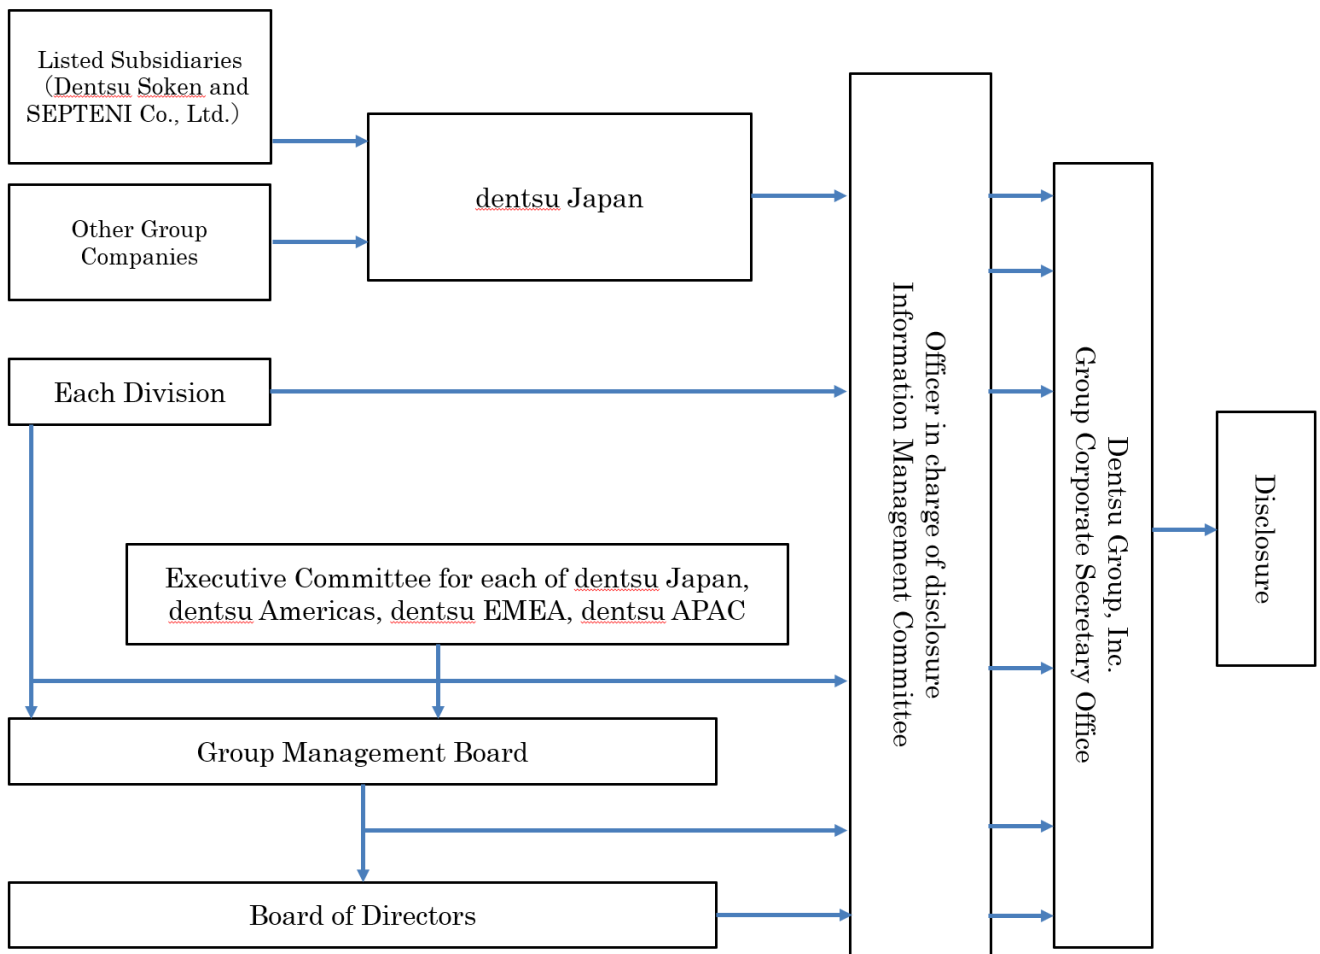 Listed Subsidiaries
（Dentsu Soken and
SEPTENI Co., Ltd.）
dentsu Japan
Other Group
Companies
Each Division
Executive Committee for each of dentsu Japan,
dentsu Americas, dentsu EMEA, dentsu APAC
Group Management Board
Board of Directors
Officer in charge of disclosure
Information Management Committee
Dentsu Group, Inc.
Group Corporate Secretary Office
Disclosure